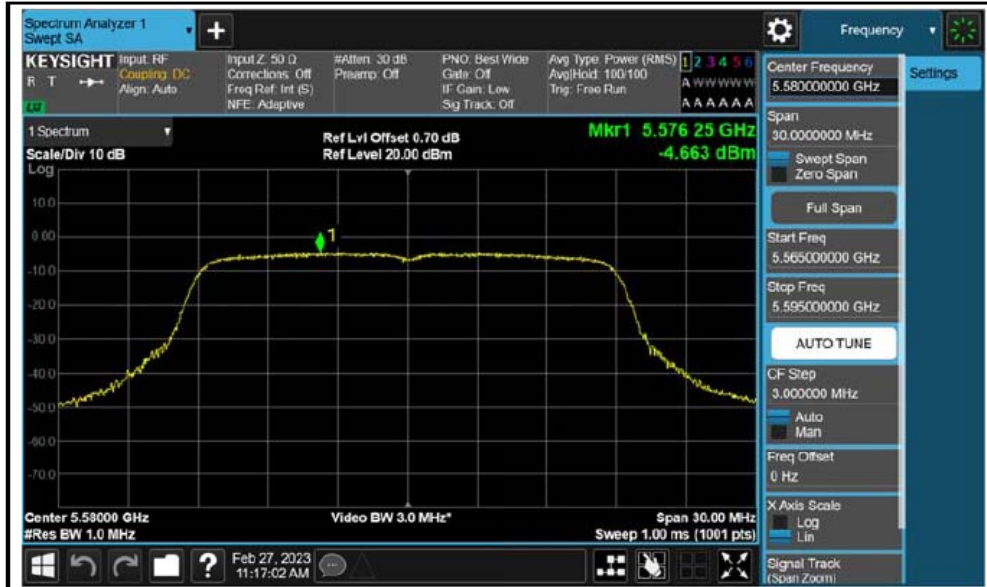 Spectrum Analyzer 1
Swept SA
+
Frequency
KEYSIGHT
R T
LXI
Input: RF
Coupling: DC
Align: Auto
Input Z: 50 Ω
Corrections: Off
Freq Ref: Int (S)
NFE: Adaptive
#Atten: 30 dB
Preamp: Off
PNO: Best Wide
Gate: Off
IF Gain: Low
Sig Track: Off
Avg Type: Power (RMS)
Avg|Hold: 100/100
Trig: Free Run
1 2 3 4 5 6
A W W W W W
A A A A A A
1 Spectrum
Scale/Div 10 dB
Log
Ref Lvl Offset 0.70 dB
Ref Level 20.00 dBm
Mkr1 5.576 25 GHz
-4.663 dBm
10.0
0.00
-10.0
-20.0
-30.0
-40.0
-50.0
-60.0
-70.0
1
Center 5.58000 GHz
#Res BW 1.0 MHz
Video BW 3.0 MHz*
Span 30.00 MHz
Sweep 1.00 ms (1001 pts)
Center Frequency
5.580000000 GHz
Settings
Span
30.0000000 MHz
Swept Span
Zero Span
Full Span
Start Freq
5.565000000 GHz
Stop Freq
5.595000000 GHz
AUTO TUNE
CF Step
3.000000 MHz
Auto
Man
Freq Offset
0 Hz
X Axis Scale
Log
Lin
Signal Track
(Span Zoom)
?
Feb 27, 2023
11:17:02 AM